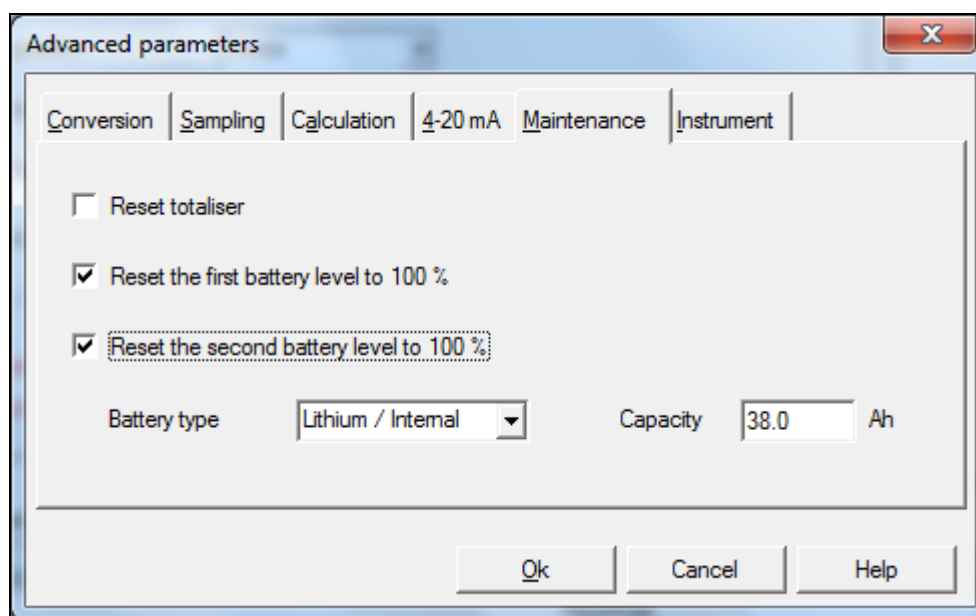 Advanced parameters
Conversion Sampling Calculation 4-20 mA Maintenance Instrument
Reset totaliser
Reset the first battery level to 100 %
Reset the second battery level to 100 %
Battery type Lithium / Internal Capacity 38.0 Ah
Ok Cancel Help